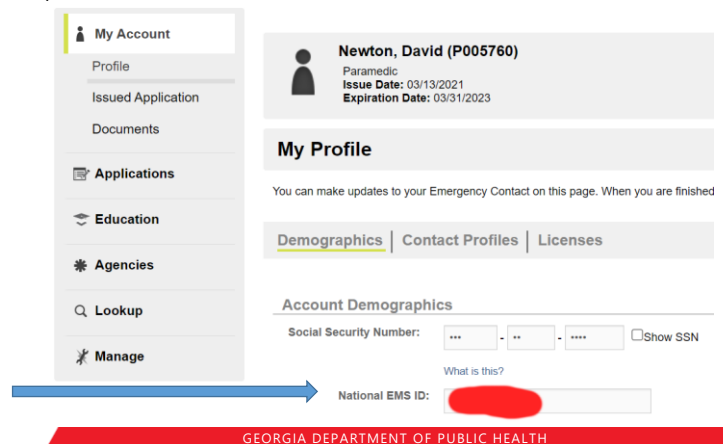 My Account
Profile
Issued Application
Documents
Applications
Education
Agencies
Lookup
Manage
Newton, David (P005760)
Paramedic
Issue Date: 03/13/2021
Expiration Date: 03/31/2023
My Profile
You can make updates to your Emergency Contact on this page. When you are finished
Demographics | Contact Profiles | Licenses
Account Demographics
Social Security Number: ••• - •• - •••• Show SSN
What is this?
National EMS ID:
GEORGIA DEPARTMENT OF PUBLIC HEALTH